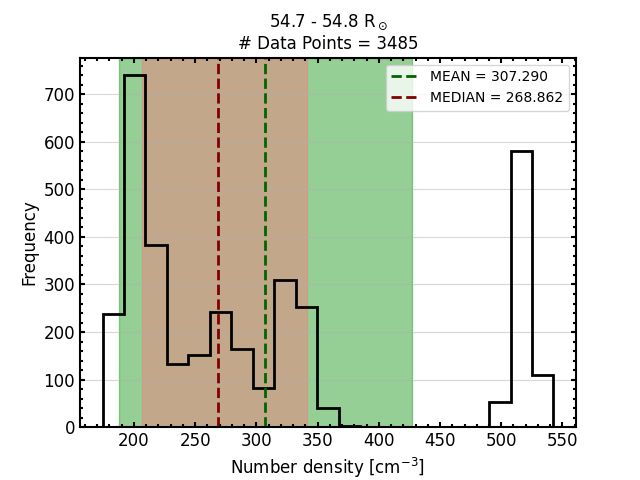 54.7 - 54.8 R⊙
# Data Points = 3485
MEAN = 307.290
MEDIAN = 268.862
700
600
500
400
300
200
100
0
Frequency
200 250 300 350 400 450 500 550
Number density [cm⁻³]